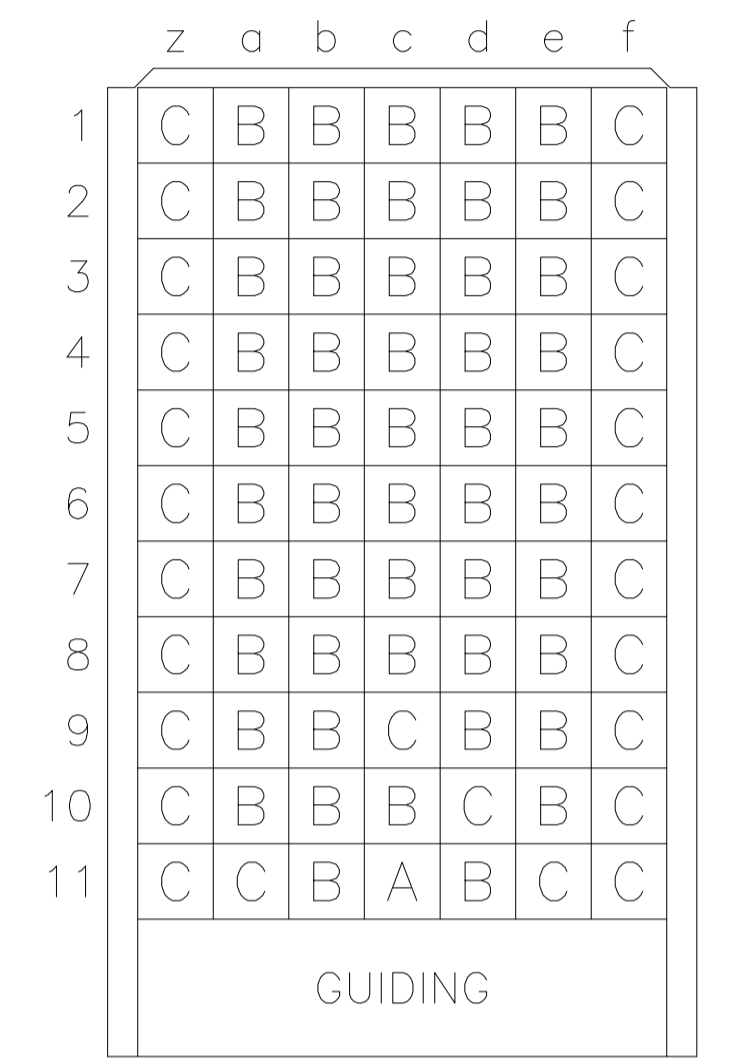 z a b c d e f
1 C B B B B B C
2 C B B B B B C
3 C B B B B B C
4 C B B B B B C
5 C B B B B B C
6 C B B B B B C
7 C B B B B B C
8 C B B B B B C
9 C B B C B B C
10 C B B B C B C
11 C C B A B C C
GUIDING